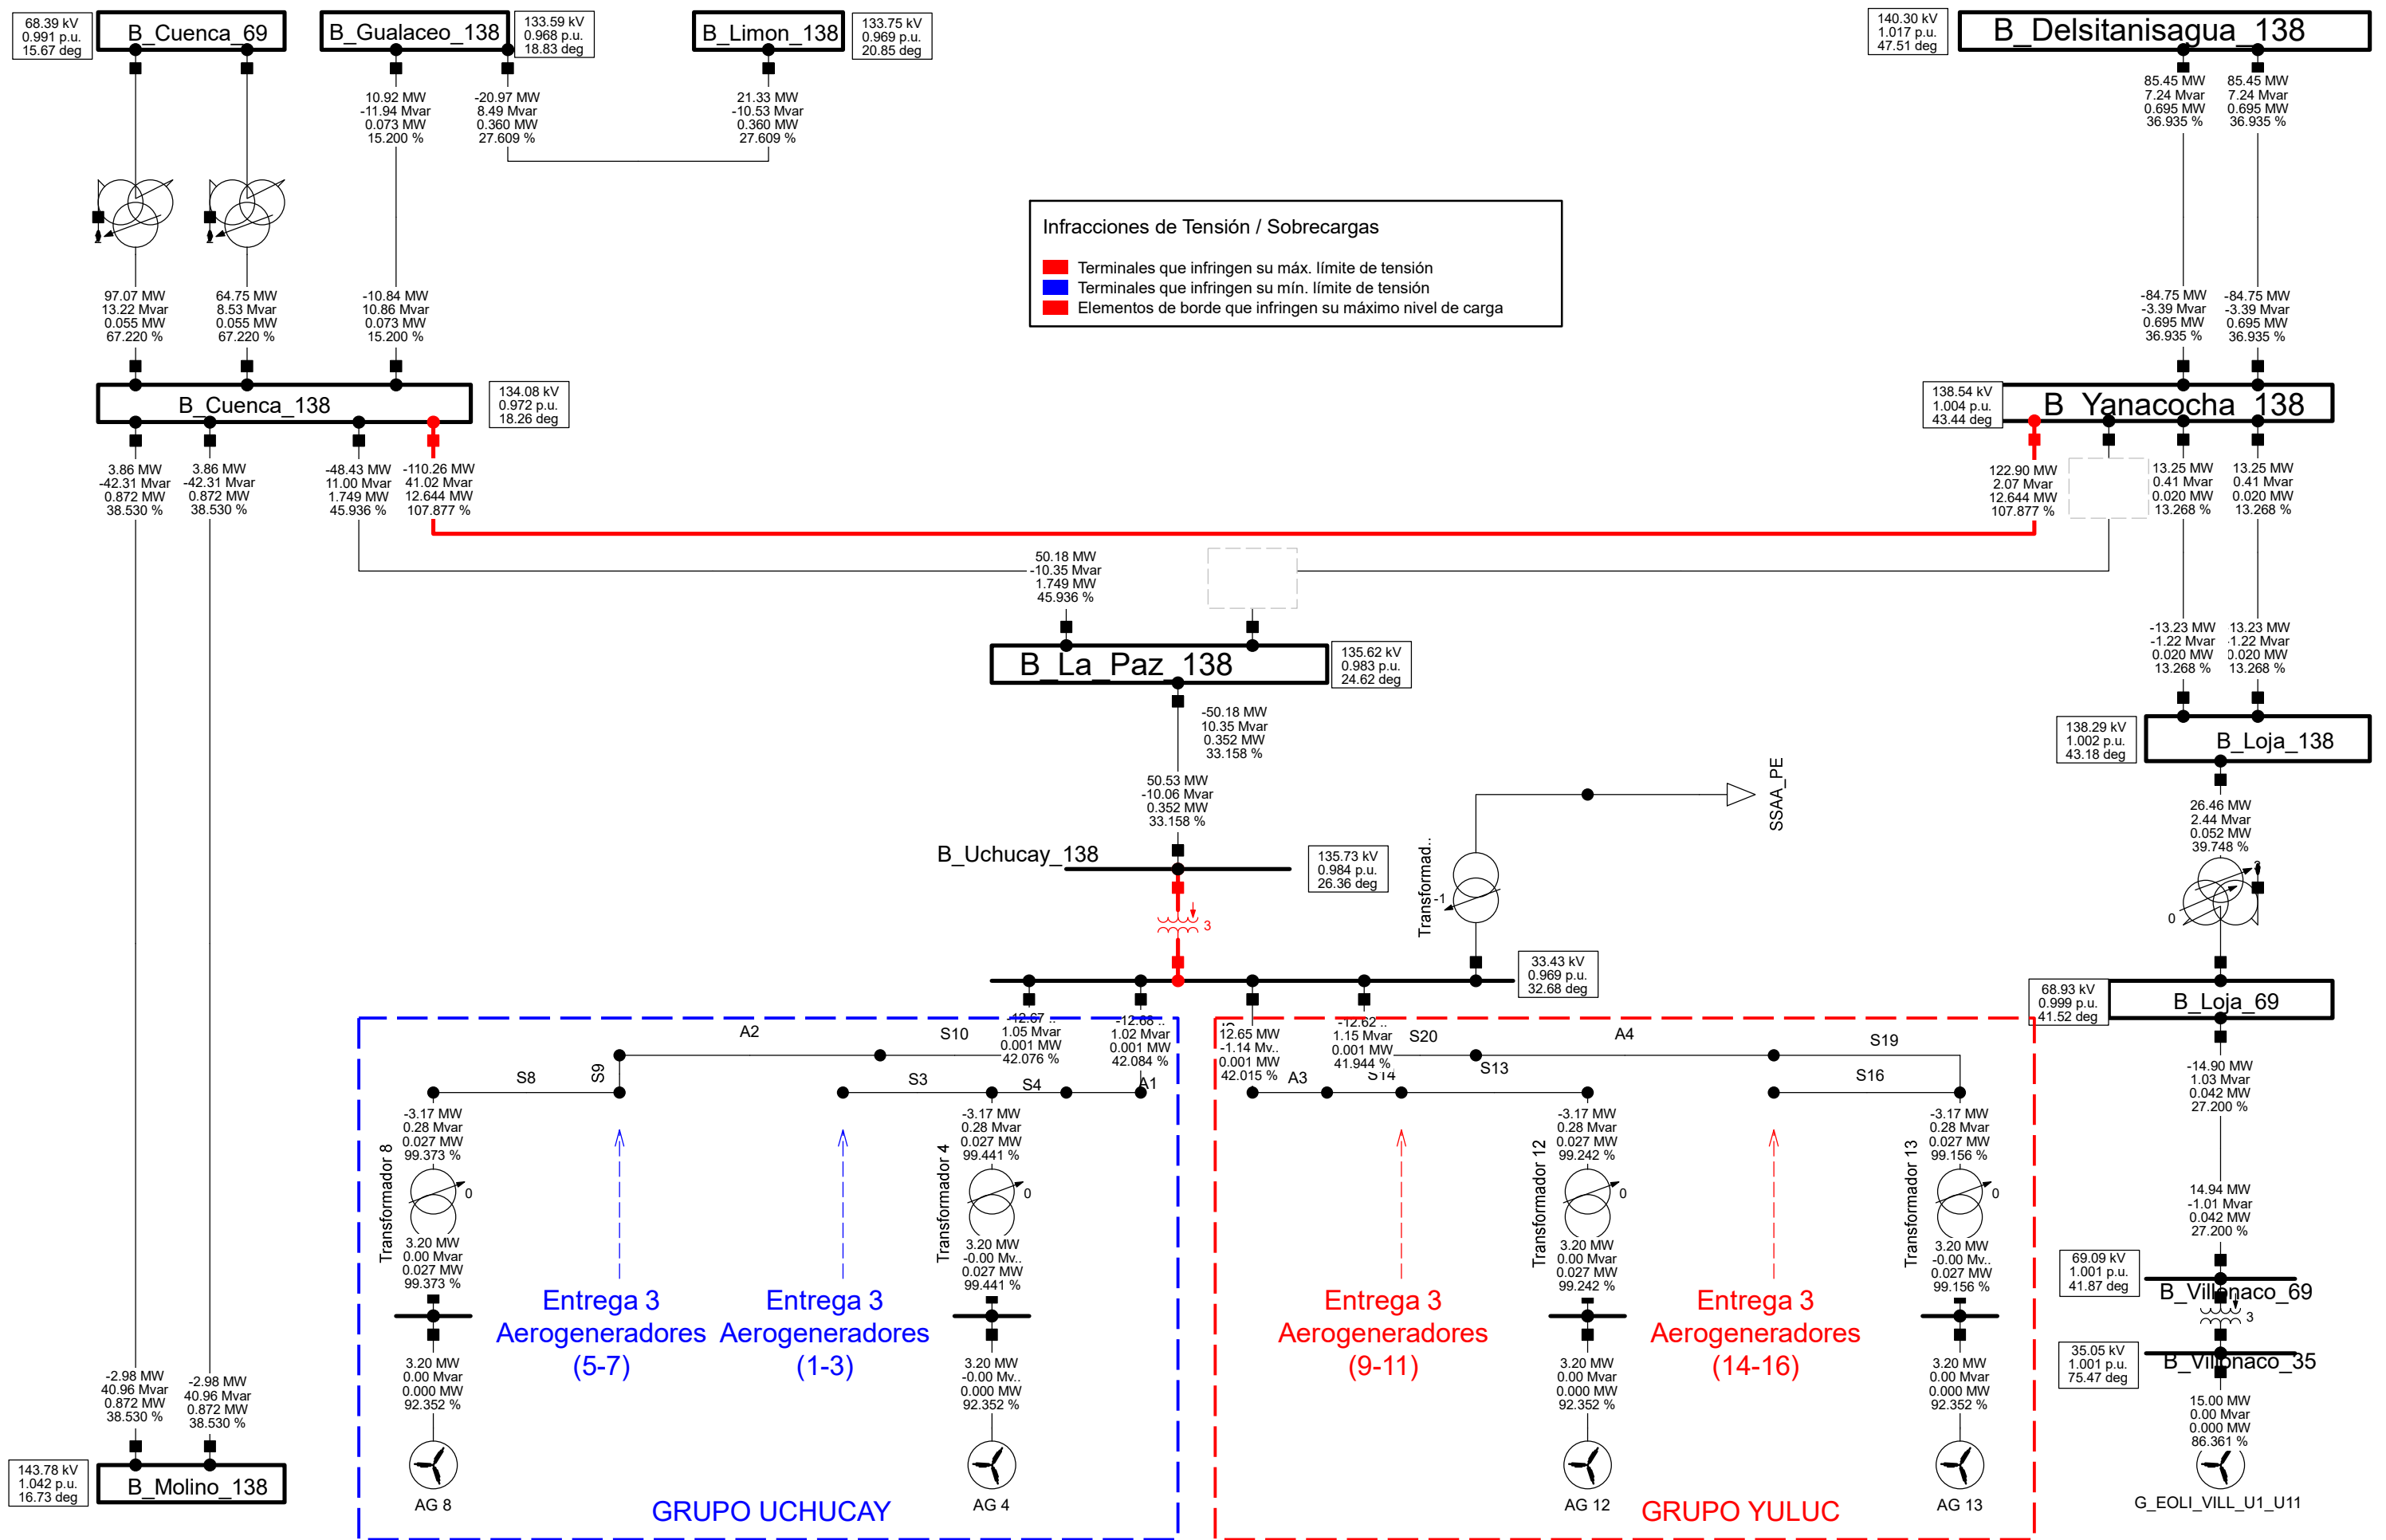 68.39 kV
0.991 p.u.
15.67 deg
B_Cuenca_69
B_Gualaceo_138
133.59 kV
0.968 p.u.
18.83 deg
B_Limon_138
133.75 kV
0.969 p.u.
20.85 deg
140.30 kV
1.017 p.u.
47.51 deg
B_Delsitanisagua_138
10.92 MW
-11.94 Mvar
0.073 MW
15.200 %
-20.97 MW
8.49 Mvar
0.360 MW
27.609 %
21.33 MW
-10.53 Mvar
0.360 MW
27.609 %
85.45 MW
7.24 Mvar
0.695 MW
36.935 %
85.45 MW
7.24 Mvar
0.695 MW
36.935 %
Infracciones de Tensión / Sobrecargas
Terminales que infringen su máx. límite de tensión
Terminales que infringen su mín. límite de tensión
Elementos de borde que infringen su máximo nivel de carga
97.07 MW
13.22 Mvar
0.055 MW
67.220 %
64.75 MW
8.53 Mvar
0.055 MW
67.220 %
-10.84 MW
10.86 Mvar
0.073 MW
15.200 %
-84.75 MW
-3.39 Mvar
0.695 MW
36.935 %
-84.75 MW
-3.39 Mvar
0.695 MW
36.935 %
B_Cuenca_138
134.08 kV
0.972 p.u.
18.26 deg
138.54 kV
1.004 p.u.
43.44 deg
B_Yanacocha_138
3.86 MW
-42.31 Mvar
0.872 MW
38.530 %
3.86 MW
-42.31 Mvar
0.872 MW
38.530 %
-48.43 MW
11.00 Mvar
1.749 MW
45.936 %
-110.26 MW
41.02 Mvar
12.644 MW
107.877 %
122.90 MW
2.07 Mvar
12.644 MW
107.877 %
13.25 MW
0.41 Mvar
0.020 MW
13.268 %
13.25 MW
0.41 Mvar
0.020 MW
13.268 %
50.18 MW
-10.35 Mvar
1.749 MW
45.936 %
B_La_Paz_138
135.62 kV
0.983 p.u.
24.62 deg
-13.23 MW
-1.22 Mvar
0.020 MW
13.268 %
13.23 MW
1.22 Mvar
0.020 MW
13.268 %
-50.18 MW
10.35 Mvar
0.352 MW
33.158 %
138.29 kV
1.002 p.u.
43.18 deg
B_Loja_138
50.53 MW
-10.06 Mvar
0.352 MW
33.158 %
SSAA_PE
26.46 MW
2.44 Mvar
0.052 MW
39.748 %
B_Uchucay_138
135.73 kV
0.984 p.u.
26.36 deg
Transformad..
-1
3
3
0
33.43 kV
0.969 p.u.
32.68 deg
68.93 kV
0.999 p.u.
41.52 deg
B_Loja_69
-12.67 ..
1.05 Mvar
0.001 MW
42.076 %
-12.68 ..
1.02 Mvar
0.001 MW
42.084 %
12.65 MW
-1.14 Mv..
0.001 MW
42.015 %
-12.62 ..
1.15 Mvar
0.001 MW
41.944 %
A2
S10
S20
A4
S19
S8
S9
S3
S4
A1
A3
S14
S13
S16
-14.90 MW
1.03 Mvar
0.042 MW
27.200 %
Transformador 8
-3.17 MW
0.28 Mvar
0.027 MW
99.373 %
0
3.20 MW
0.00 Mvar
0.027 MW
99.373 %
Transformador 4
-3.17 MW
0.28 Mvar
0.027 MW
99.441 %
0
3.20 MW
-0.00 Mv..
0.027 MW
99.441 %
Transformador 12
-3.17 MW
0.28 Mvar
0.027 MW
99.242 %
0
3.20 MW
0.00 Mvar
0.027 MW
99.242 %
Transformador 13
-3.17 MW
0.28 Mvar
0.027 MW
99.156 %
0
3.20 MW
-0.00 Mv..
0.027 MW
99.156 %
14.94 MW
-1.01 Mvar
0.042 MW
27.200 %
69.09 kV
1.001 p.u.
41.87 deg
B_Villonaco_69
3
35.05 kV
1.001 p.u.
75.47 deg
B_Villonaco_35
Entrega 3
Aerogeneradores
(5-7)
Entrega 3
Aerogeneradores
(1-3)
Entrega 3
Aerogeneradores
(9-11)
Entrega 3
Aerogeneradores
(14-16)
-2.98 MW
40.96 Mvar
0.872 MW
38.530 %
-2.98 MW
40.96 Mvar
0.872 MW
38.530 %
3.20 MW
0.00 Mvar
0.000 MW
92.352 %
3.20 MW
-0.00 Mv..
0.000 MW
92.352 %
3.20 MW
0.00 Mvar
0.000 MW
92.352 %
3.20 MW
0.00 Mvar
0.000 MW
92.352 %
15.00 MW
0.00 Mvar
0.000 MW
86.361 %
143.78 kV
1.042 p.u.
16.73 deg
B_Molino_138
AG 8
GRUPO UCHUCAY
AG 4
AG 12
GRUPO YULUC
AG 13
G_EOLI_VILL_U1_U11